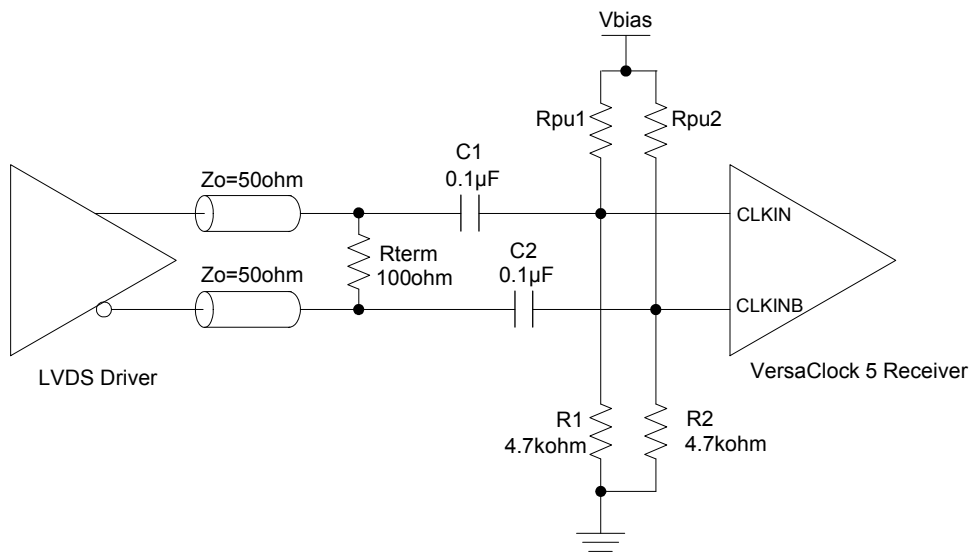 Vbias
Rpu1
Rpu2
C1
0.1µF
Zo=50ohm
CLKIN
Rterm
100ohm
C2
0.1µF
Zo=50ohm
CLKINB
LVDS Driver
VersaClock 5 Receiver
R1
4.7kohm
R2
4.7kohm